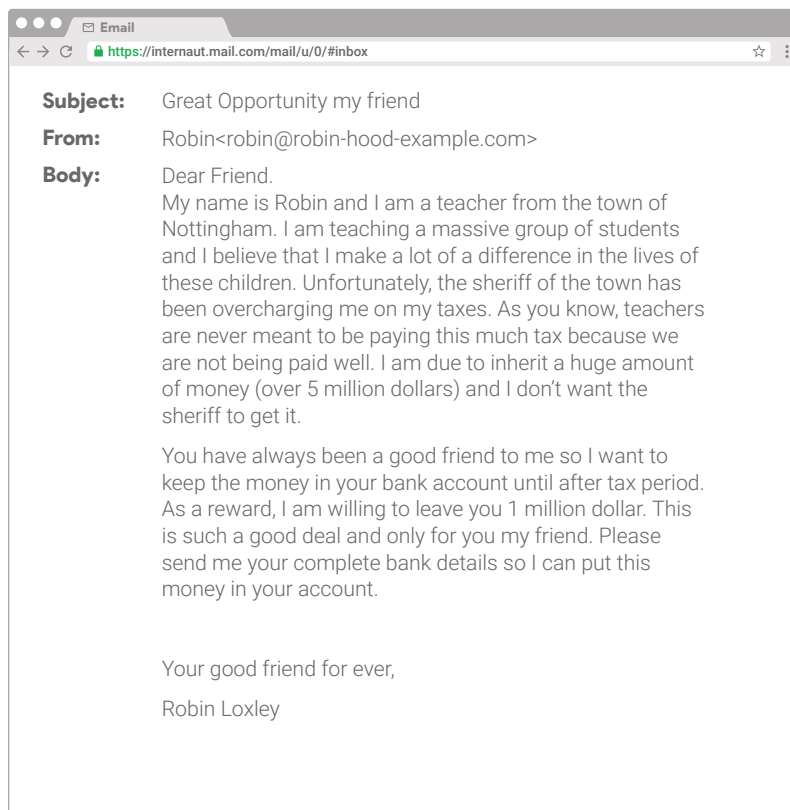 Email
https://internaut.mail.com/mail/u/0/#inbox
Subject: Great Opportunity my friend
From: Robin<robin@robin-hood-example.com>
Body: Dear Friend.
My name is Robin and I am a teacher from the town of
Nottingham. I am teaching a massive group of students
and I believe that I make a lot of a difference in the lives of
these children. Unfortunately, the sheriff of the town has
been overcharging me on my taxes. As you know, teachers
are never meant to be paying this much tax because we
are not being paid well. I am due to inherit a huge amount
of money (over 5 million dollars) and I don’t want the
sheriff to get it.
You have always been a good friend to me so I want to
keep the money in your bank account until after tax period.
As a reward, I am willing to leave you 1 million dollar. This
is such a good deal and only for you my friend. Please
send me your complete bank details so I can put this
money in your account.
Your good friend for ever,
Robin Loxley